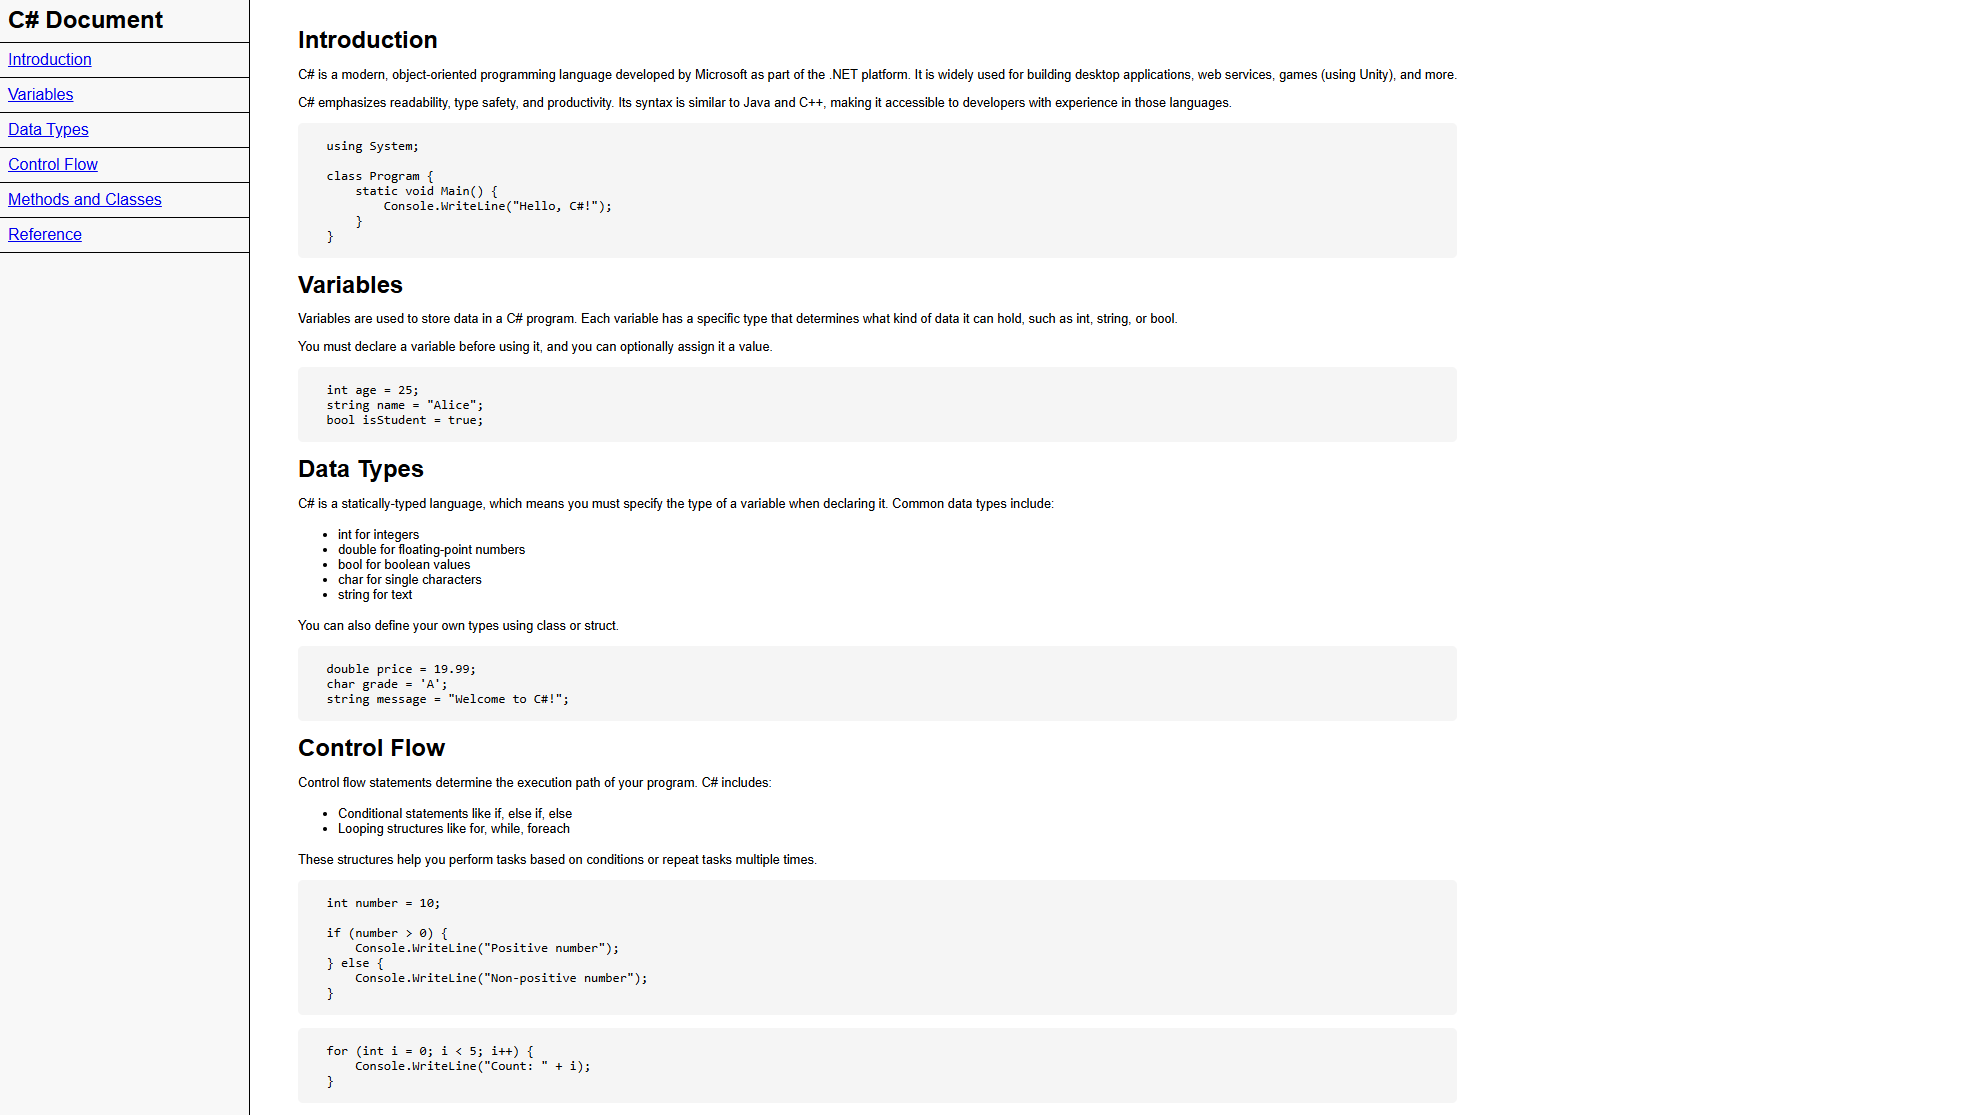 C# Document
Introduction
Variables
Data Types
Control Flow
Methods and Classes
Reference
Introduction
C# is a modern, object-oriented programming language developed by Microsoft as part of the .NET platform. It is widely used for building desktop applications, web services, games (using Unity), and more.
C# emphasizes readability, type safety, and productivity. Its syntax is similar to Java and C++, making it accessible to developers with experience in those languages.
using System;
class Program {
    static void Main() {
        Console.WriteLine("Hello, C#!");
    }
}
Variables
Variables are used to store data in a C# program. Each variable has a specific type that determines what kind of data it can hold, such as int, string, or bool.
You must declare a variable before using it, and you can optionally assign it a value.
int age = 25;
string name = "Alice";
bool isStudent = true;
Data Types
C# is a statically-typed language, which means you must specify the type of a variable when declaring it. Common data types include:
• int for integers
• double for floating-point numbers
• bool for boolean values
• char for single characters
• string for text
You can also define your own types using class or struct.
double price = 19.99;
char grade = 'A';
string message = "Welcome to C#!";
Control Flow
Control flow statements determine the execution path of your program. C# includes:
• Conditional statements like if, else if, else
• Looping structures like for, while, foreach
These structures help you perform tasks based on conditions or repeat tasks multiple times.
int number = 10;
if (number > 0) {
    Console.WriteLine("Positive number");
} else {
    Console.WriteLine("Non-positive number");
}
for (int i = 0; i < 5; i++) {
    Console.WriteLine("Count: " + i);
}